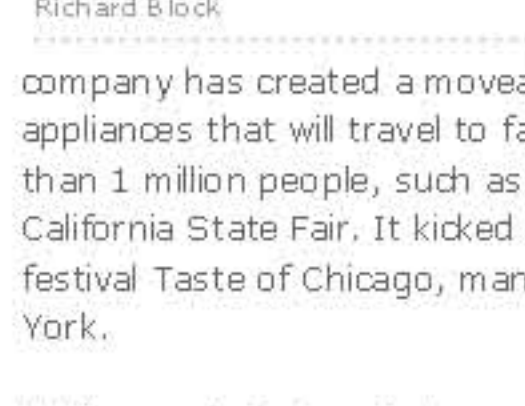 Richard Block
company has created a movea
appliances that will travel to fa
than 1 million people, such as
California State Fair. It kicked
festival Taste of Chicago, man
York.